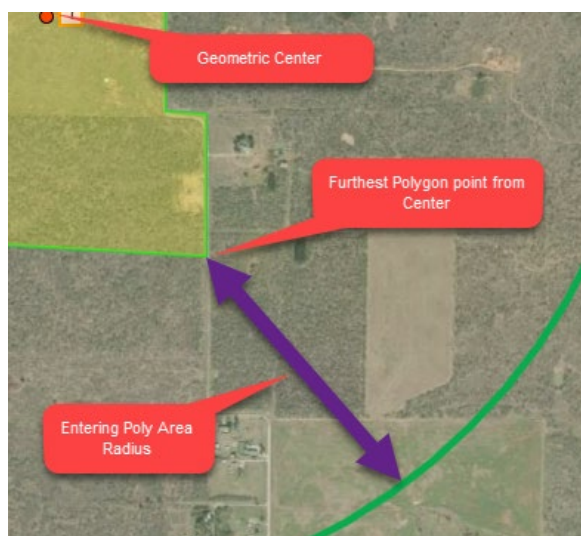 Geometric Center
Furthest Polygon point from
Center
Entering Poly Area
Radius